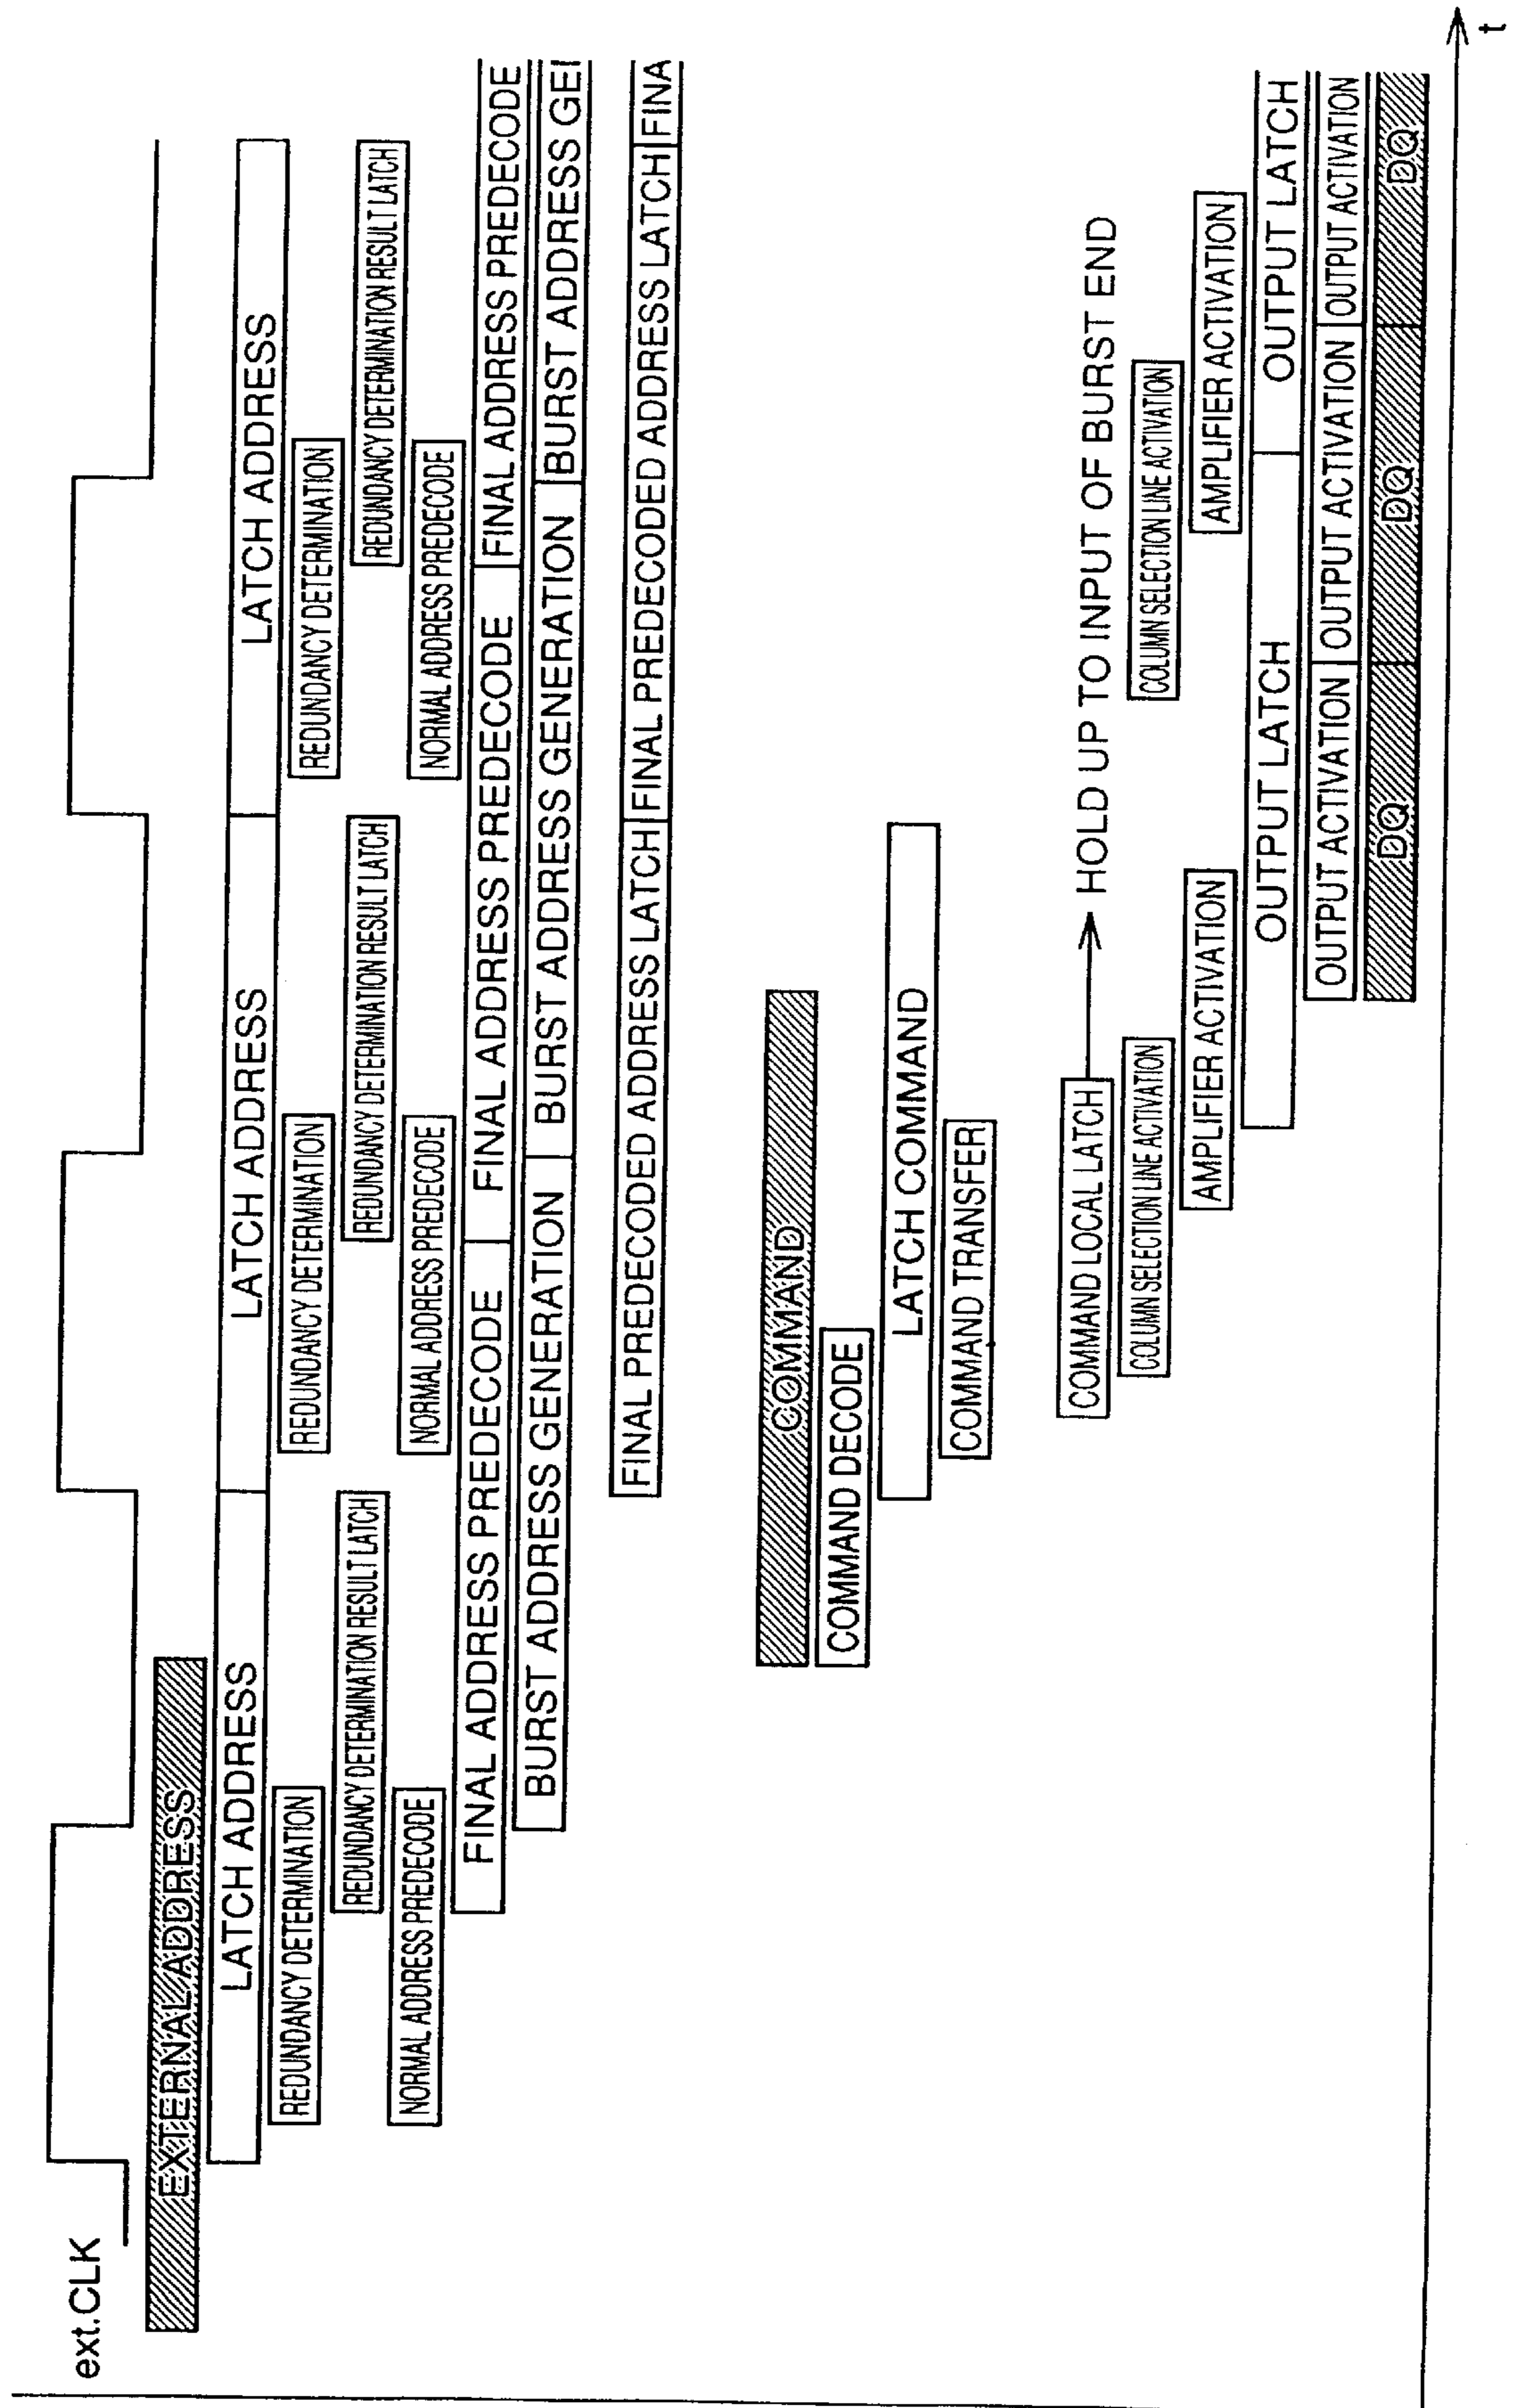 ext.CLK
EXTERNAL ADDRESS
LATCH ADDRESS LATCH ADDRESS LATCH ADDRESS
REDUNDANCY DETERMINATION REDUNDANCY DETERMINATION REDUNDANCY DETERMINATION
REDUNDANCY DETERMINATION RESULT LATCH REDUNDANCY DETERMINATION RESULT LATCH REDUNDANCY DETERMINATION RESULT LATCH
NORMAL ADDRESS PREDECODE NORMAL ADDRESS PREDECODE NORMAL ADDRESS PREDECODE
FINAL ADDRESS PREDECODE FINAL ADDRESS PREDECODE FINAL ADDRESS PREDECODE
BURST ADDRESS GENERATION BURST ADDRESS GENERATION BURST ADDRESS GEI
FINAL PREDECODED ADDRESS LATCH FINAL PREDECODED ADDRESS LATCH FINA
COMMAND
COMMAND DECODE
LATCH COMMAND
COMMAND TRANSFER
COMMAND LOCAL LATCH HOLD UP TO INPUT OF BURST END
COLUMN SELECTION LINE ACTIVATION COLUMN SELECTION LINE ACTIVATION
AMPLIFIER ACTIVATION AMPLIFIER ACTIVATION
OUTPUT LATCH OUTPUT LATCH
OUTPUT ACTIVATION OUTPUT ACTIVATION OUTPUT ACTIVATION
DQ DQ DQ
t